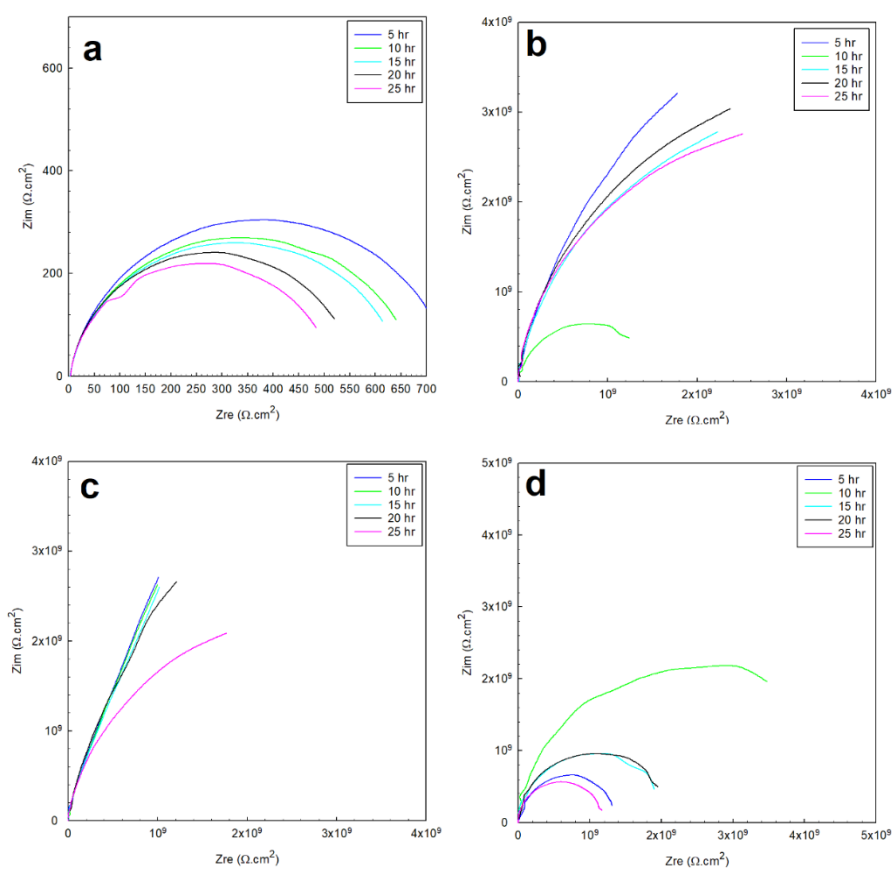 a
5 hr
10 hr
15 hr
20 hr
25 hr
600
400
200
0
Zim (Ω.cm²)
0 50 100 150 200 250 300 350 400 450 500 550 600 650 700
Zre (Ω.cm²)
b
5 hr
10 hr
15 hr
20 hr
25 hr
4x10⁹
3x10⁹
2x10⁹
10⁹
0
Zim (Ω.cm²)
0 10⁹ 2x10⁹ 3x10⁹ 4x10⁹
Zre (Ω.cm²)
c
5 hr
10 hr
15 hr
20 hr
25 hr
4x10⁹
3x10⁹
2x10⁹
10⁹
0
Zim (Ω.cm²)
0 10⁹ 2x10⁹ 3x10⁹ 4x10⁹
Zre (Ω.cm²)
d
5 hr
10 hr
15 hr
20 hr
25 hr
5x10⁹
4x10⁹
3x10⁹
2x10⁹
10⁹
0
Zim (Ω.cm²)
0 10⁹ 2x10⁹ 3x10⁹ 4x10⁹ 5x10⁹
Zre (Ω.cm²)